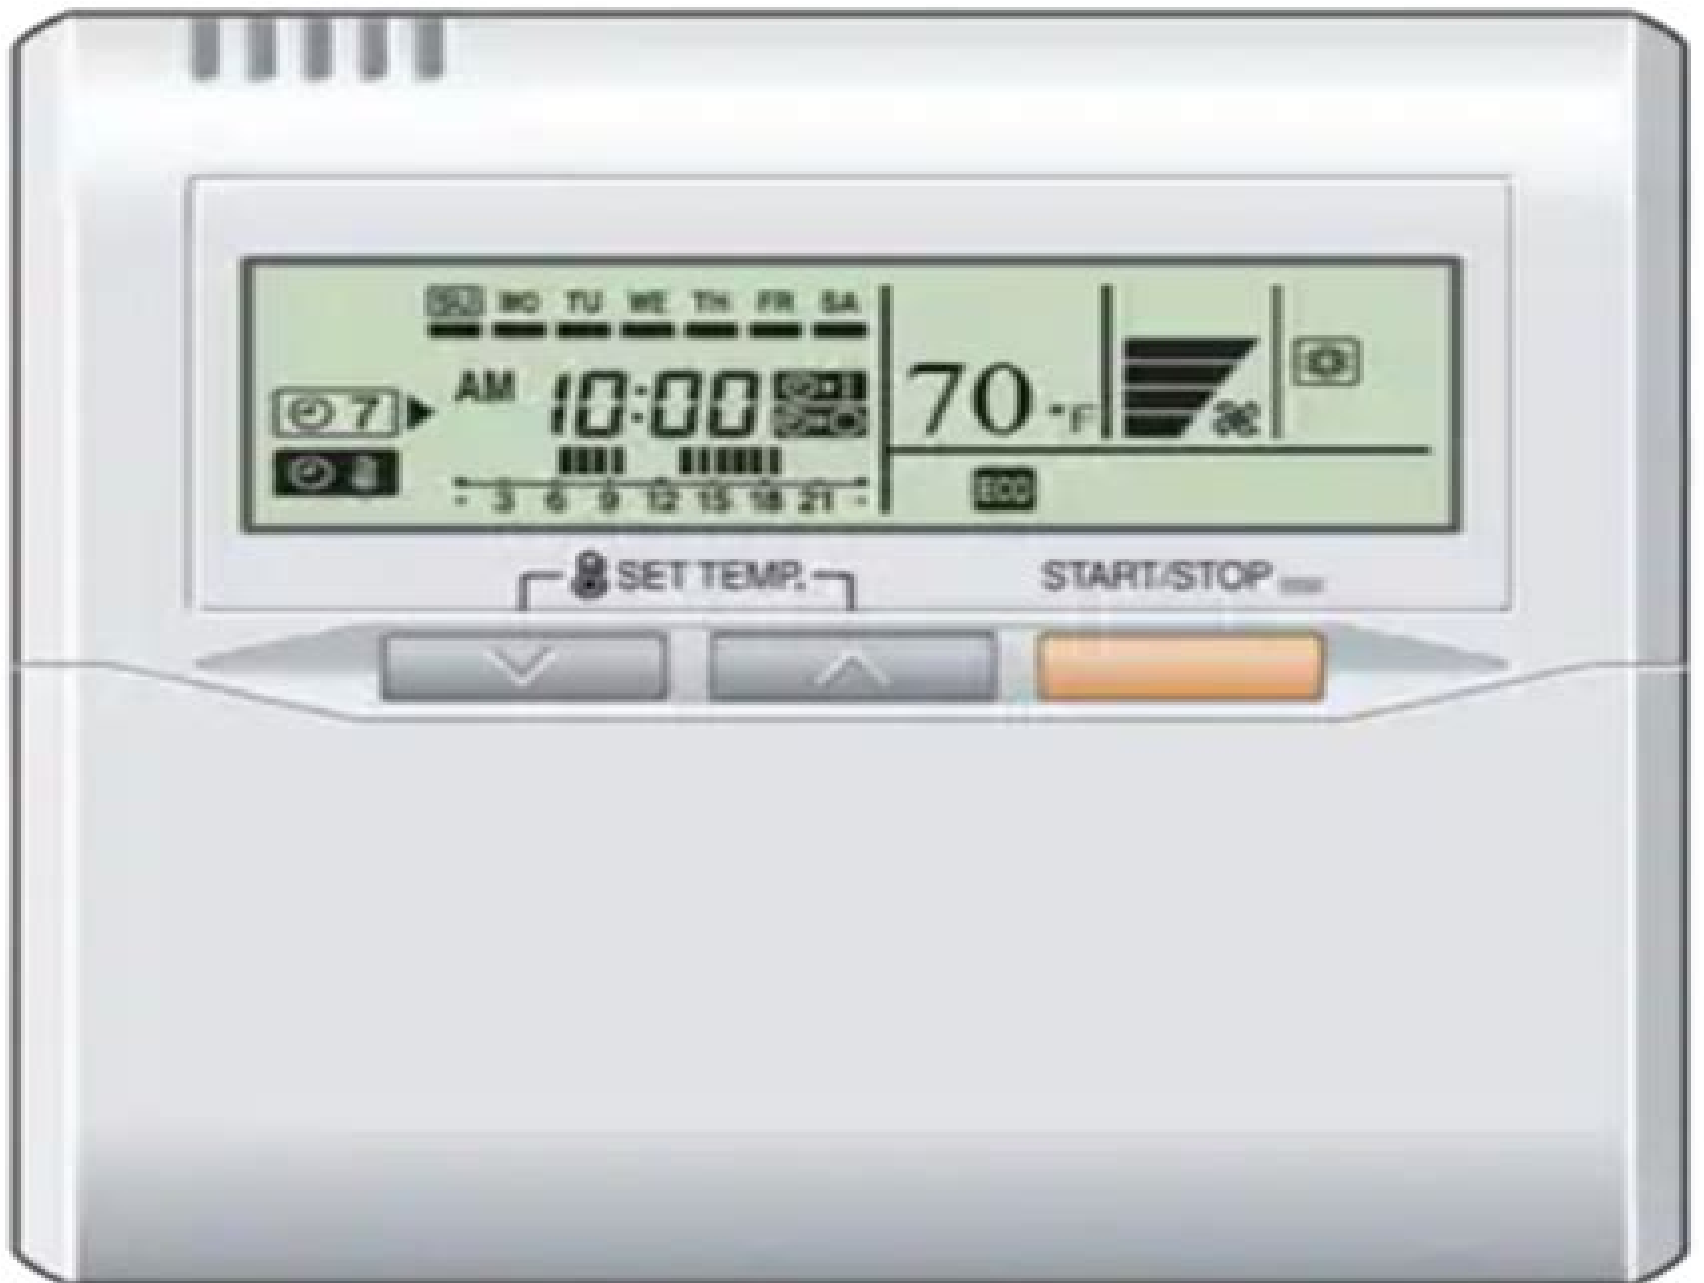 SU MO TU WE TH FR SA
7
AM 10:00
70 °F
3 6 9 12 15 18 21
ECO
SET TEMP.
START/STOP